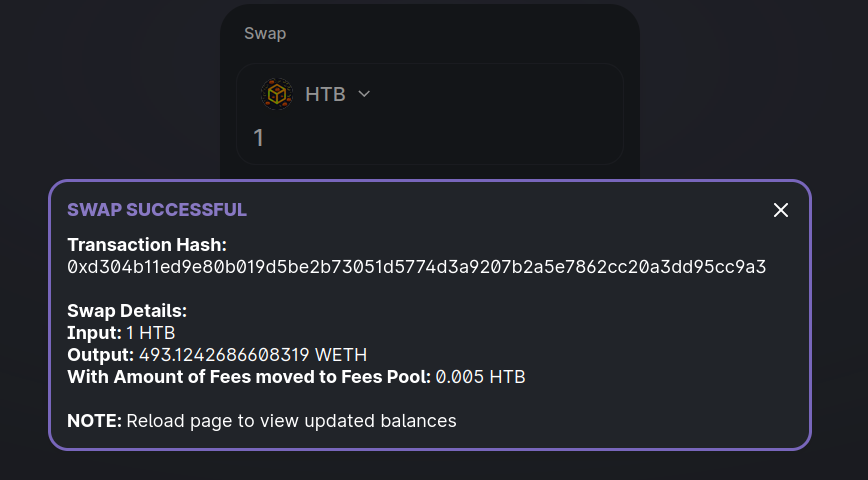 Swap
HTB
1
SWAP SUCCESSFUL
Transaction Hash:
0xd304b11ed9e80b019d5be2b73051d5774d3a9207b2a5e7862cc20a3dd95cc9a3
Swap Details:
Input: 1 HTB
Output: 493.1242686608319 WETH
With Amount of Fees moved to Fees Pool: 0.005 HTB
NOTE: Reload page to view updated balances